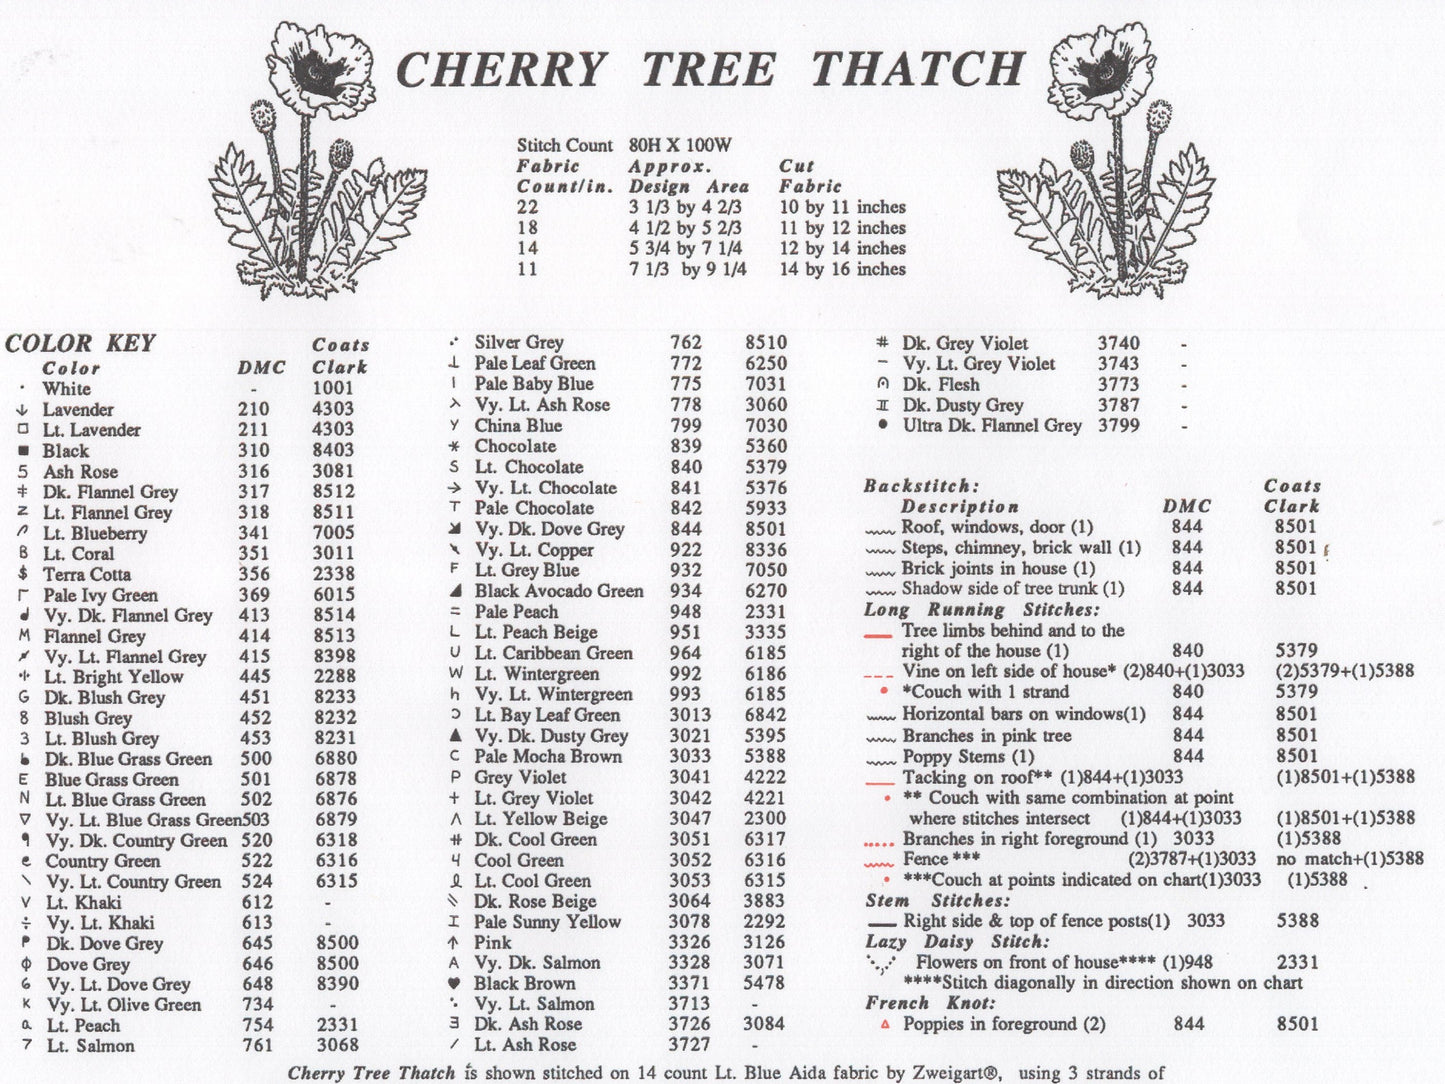 CHERRY TREE THATCH
Stitch Count 80H X 100W
Fabric Approx. Cut
Count/in. Design Area Fabric
22 3 1/3 by 4 2/3 10 by 11 inches
18 4 1/2 by 5 2/3 11 by 12 inches
14 5 3/4 by 7 1/4 12 by 14 inches
11 7 1/3 by 9 1/4 14 by 16 inches
COLOR KEY Coats
Color DMC Clark
White - 1001
Lavender 210 4303
Lt. Lavender 211 4303
Black 310 8403
Ash Rose 316 3081
Dk. Flannel Grey 317 8512
Lt. Flannel Grey 318 8511
Lt. Blueberry 341 7005
Lt. Coral 351 3011
Terra Cotta 356 2338
Pale Ivy Green 369 6015
Vy. Dk. Flannel Grey 413 8514
Flannel Grey 414 8513
Vy. Lt. Flannel Grey 415 8398
Lt. Bright Yellow 445 2288
Dk. Blush Grey 451 8233
Blush Grey 452 8232
Lt. Blush Grey 453 8231
Dk. Blue Grass Green 500 6880
Blue Grass Green 501 6878
Lt. Blue Grass Green 502 6876
Vy. Lt. Blue Grass Green503 6879
Vy. Dk. Country Green 520 6318
Country Green 522 6316
Vy. Lt. Country Green 524 6315
Lt. Khaki 612 -
Vy. Lt. Khaki 613 -
Dk. Dove Grey 645 8500
Dove Grey 646 8500
Vy. Lt. Dove Grey 648 8390
Vy. Lt. Olive Green 734 -
Lt. Peach 754 2331
Lt. Salmon 761 3068
Silver Grey 762 8510
Pale Leaf Green 772 6250
Pale Baby Blue 775 7031
Vy. Lt. Ash Rose 778 3060
China Blue 799 7030
Chocolate 839 5360
Lt. Chocolate 840 5379
Vy. Lt. Chocolate 841 5376
Pale Chocolate 842 5933
Vy. Dk. Dove Grey 844 8501
Vy. Lt. Copper 922 8336
Lt. Grey Blue 932 7050
Black Avocado Green 934 6270
Pale Peach 948 2331
Lt. Peach Beige 951 3335
Lt. Caribbean Green 964 6185
Lt. Wintergreen 992 6186
Vy. Lt. Wintergreen 993 6185
Lt. Bay Leaf Green 3013 6842
Vy. Dk. Dusty Grey 3021 5395
Pale Mocha Brown 3033 5388
Grey Violet 3041 4222
Lt. Grey Violet 3042 4221
Lt. Yellow Beige 3047 2300
Dk. Cool Green 3051 6317
Cool Green 3052 6316
Lt. Cool Green 3053 6315
Dk. Rose Beige 3064 3883
Pale Sunny Yellow 3078 2292
Pink 3326 3126
Vy. Dk. Salmon 3328 3071
Black Brown 3371 5478
Vy. Lt. Salmon 3713 -
Dk. Ash Rose 3726 3084
Lt. Ash Rose 3727 -
Dk. Grey Violet 3740 -
Vy. Lt. Grey Violet 3743 -
Dk. Flesh 3773 -
Dk. Dusty Grey 3787 -
Ultra Dk. Flannel Grey 3799 -
Backstitch: Coats
Description DMC Clark
Roof, windows, door (1) 844 8501
Steps, chimney, brick wall (1) 844 8501
Brick joints in house (1) 844 8501
Shadow side of tree trunk (1) 844 8501
Long Running Stitches:
Tree limbs behind and to the
right of the house (1) 840 5379
Vine on left side of house* (2)840+(1)3033 (2)5379+(1)5388
*Couch with 1 strand 840 5379
Horizontal bars on windows(1) 844 8501
Branches in pink tree 844 8501
Poppy Stems (1) 844 8501
Tacking on roof** (1)844+(1)3033 (1)8501+(1)5388
** Couch with same combination at point
where stitches intersect (1)844+(1)3033 (1)8501+(1)5388
Branches in right foreground (1) 3033 (1)5388
Fence *** (2)3787+(1)3033 no match+(1)5388
***Couch at points indicated on chart(1)3033 (1)5388
Stem Stitches:
Right side & top of fence posts(1) 3033 5388
Lazy Daisy Stitch:
Flowers on front of house**** (1)948 2331
****Stitch diagonally in direction shown on chart
French Knot:
Poppies in foreground (2) 844 8501
Cherry Tree Thatch is shown stitched on 14 count Lt. Blue Aida fabric by Zweigart®, using 3 strands of